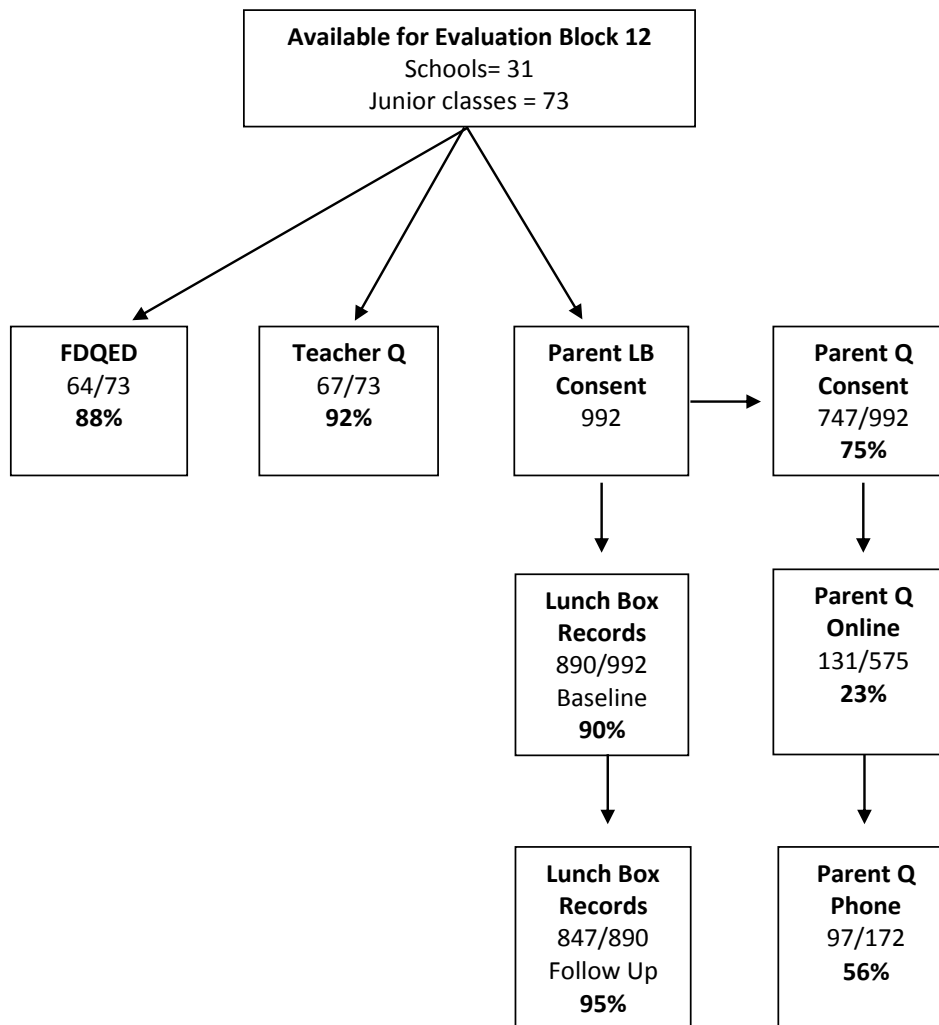 Available for Evaluation Block 12
Schools= 31
Junior classes = 73
FDQED
64/73
88%
Teacher Q
67/73
92%
Parent LB
Consent
992
Parent Q
Consent
747/992
75%
Lunch Box
Records
890/992
Baseline
90%
Parent Q
Online
131/575
23%
Lunch Box
Records
847/890
Follow Up
95%
Parent Q
Phone
97/172
56%